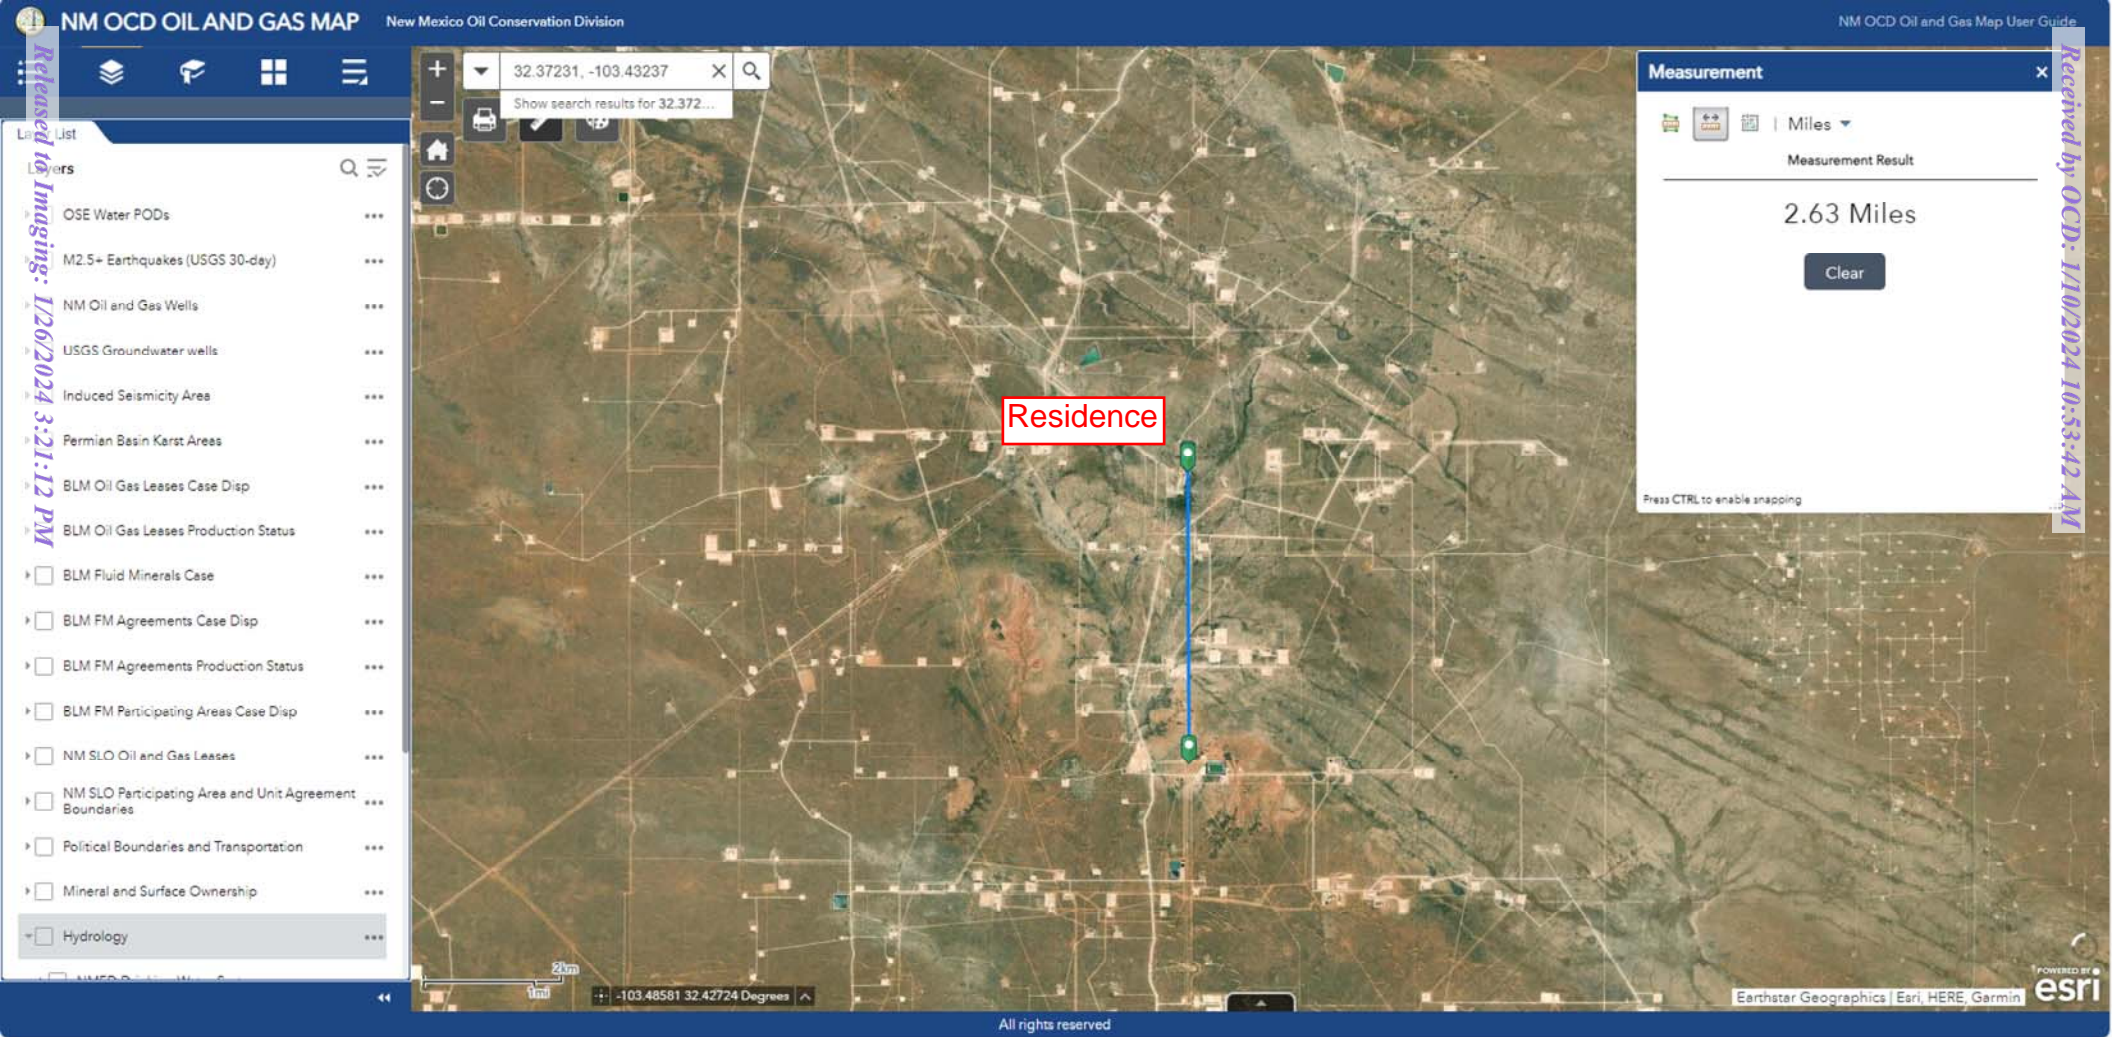 NM OCD OIL AND GAS MAP
New Mexico Oil Conservation Division
NM OCD Oil and Gas Map User Guide
Released to Imaging: 1/26/2024 3:21:12 PM
Received by OCD: 1/10/2024 10:53:42 AM
32.37231, -103.43237
Show search results for 32.372...
Layer List
Layers
OSE Water PODs
M2.5+ Earthquakes (USGS 30-day)
NM Oil and Gas Wells
USGS Groundwater wells
Induced Seismicity Area
Permian Basin Karst Areas
BLM Oil Gas Leases Case Disp
BLM Oil Gas Leases Production Status
BLM Fluid Minerals Case
BLM FM Agreements Case Disp
BLM FM Agreements Production Status
BLM FM Participating Areas Case Disp
NM SLO Oil and Gas Leases
NM SLO Participating Area and Unit Agreement
Boundaries
Political Boundaries and Transportation
Mineral and Surface Ownership
Hydrology
Residence
Measurement
Miles
Measurement Result
2.63 Miles
Clear
Press CTRL to enable snapping
2km
1mi
-103.48581 32.42724 Degrees
Earthstar Geographics | Esri, HERE, Garmin
POWERED BY
esri
All rights reserved